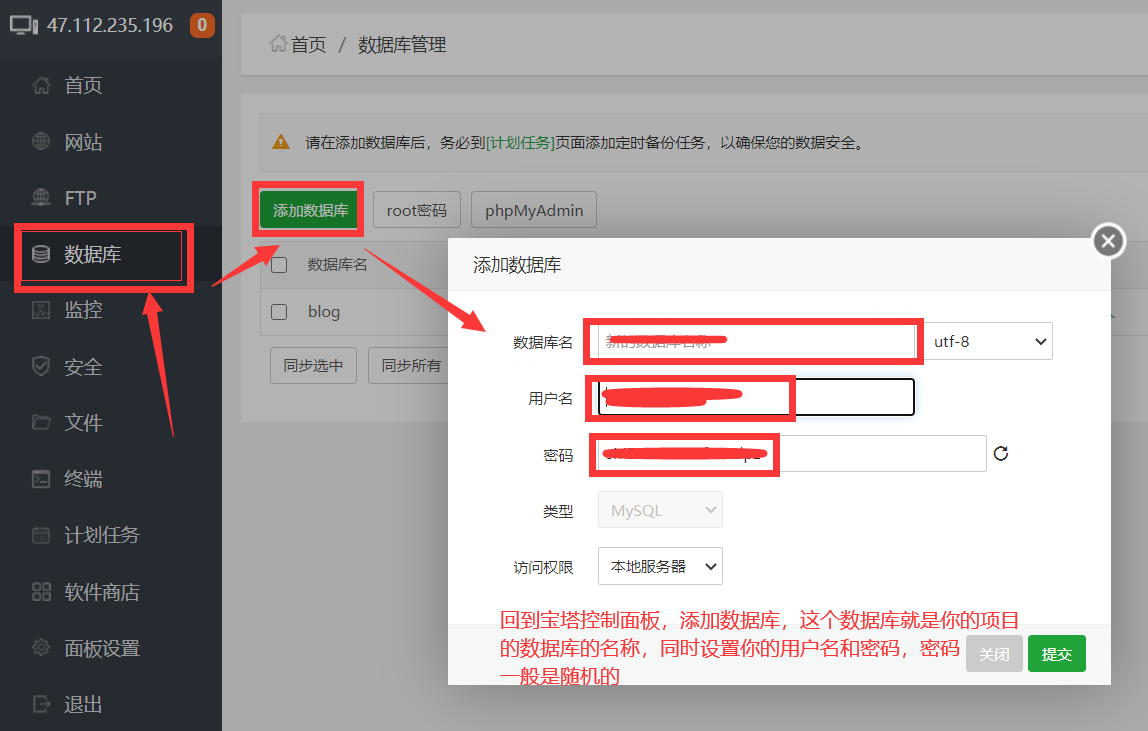 47.112.235.196 0
首页
网站
FTP
数据库
监控
安全
文件
终端
计划任务
软件商店
面板设置
退出
首页 / 数据库管理
请在添加数据库后，务必到[计划任务]页面添加定时备份任务，以确保您的数据安全。
添加数据库 root密码 phpMyAdmin
数据库名
blog
同步选中 同步所有
添加数据库
数据库名 新的数据库名称 utf-8
用户名
密码
类型 MySQL
访问权限 本地服务器
回到宝塔控制面板，添加数据库，这个数据库就是你的项目
的数据库的名称，同时设置你的用户名和密码，密码
一般是随机的
关闭 提交